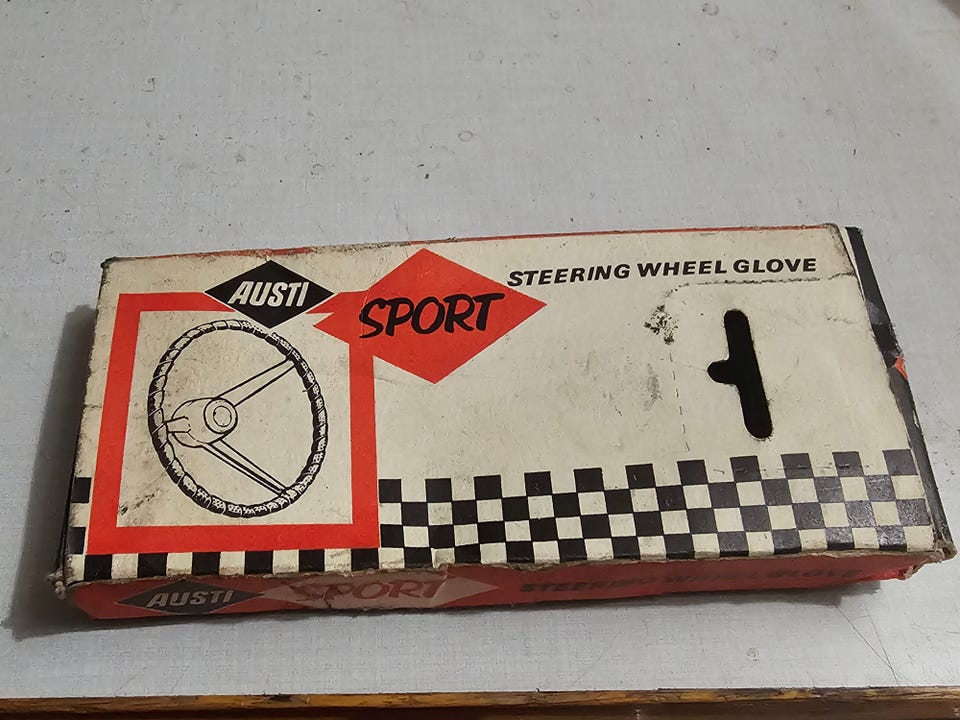 AUSTI
SPORT
STEERING WHEEL GLOVE
AUSTI SPORT STEERING WHEEL GLOVE